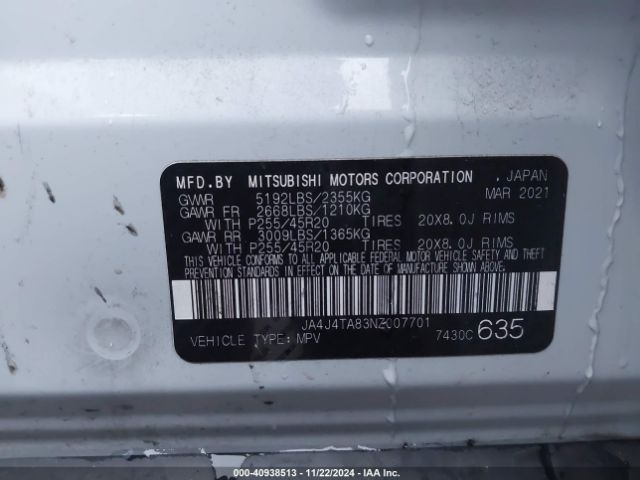 MFD.BY MITSUBISHI MOTORS CORPORATION , JAPAN
GVWR 5192LBS/2355KG MAR 2021
GAWR FR 2668LBS/1210KG
WITH P255/45R20 TIRES 20X8.0J RIMS
GAWR RR 3009LBS/1365KG
WITH P255/45R20 TIRES 20X8.0J RIMS
THIS VEHICLE CONFORMS TO ALL APPLICABLE FEDERAL MOTOR VEHICLE SAFETY AND THEFT
PREVENTION STANDARDS IN EFFECT ON THE DATE OF MANUFACTURE SHOWN ABOVE.
JA4J4TA83NZ007701
VEHICLE TYPE: MPV 7430C 635
000-40938513 - 11/22/2024 - IAA Inc.